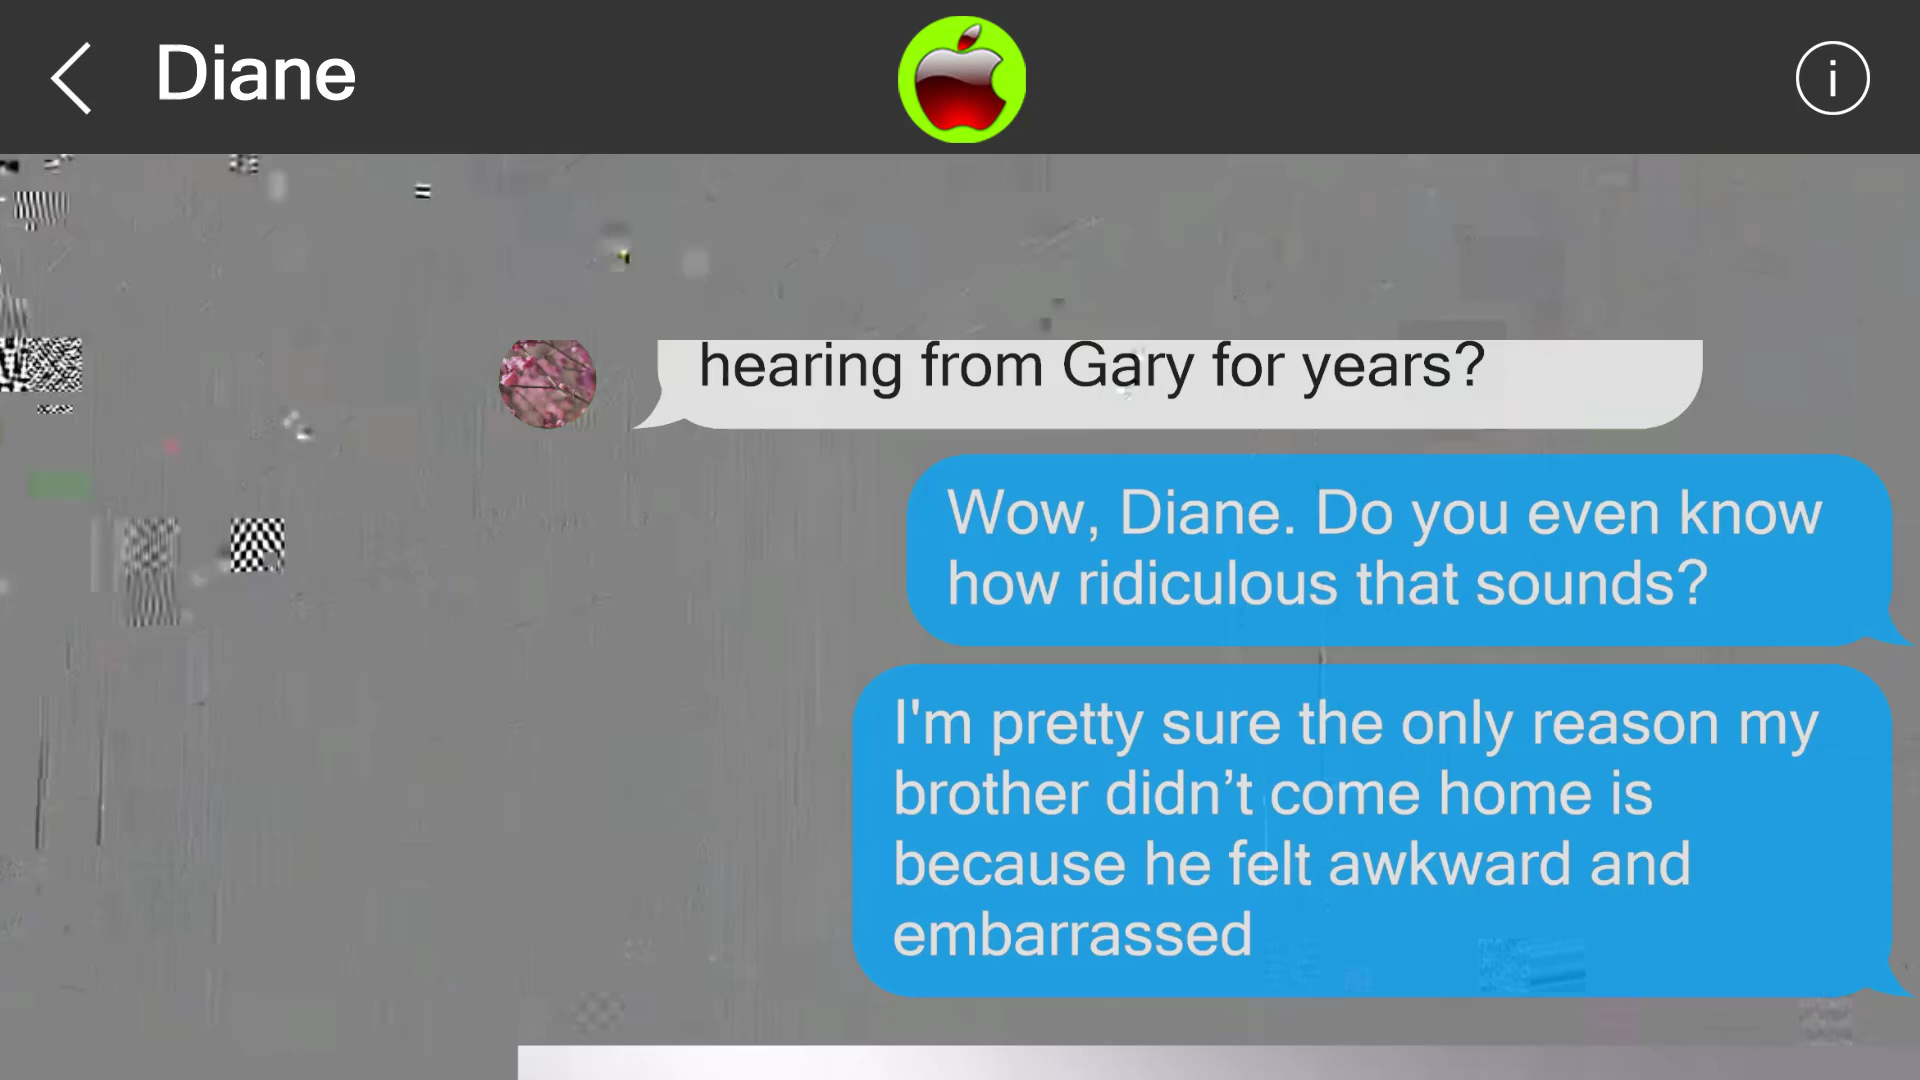 Diane
i
hearing from Gary for years?
Wow, Diane. Do you even know
how ridiculous that sounds?
I'm pretty sure the only reason my
brother didn’t come home is
because he felt awkward and
embarrassed